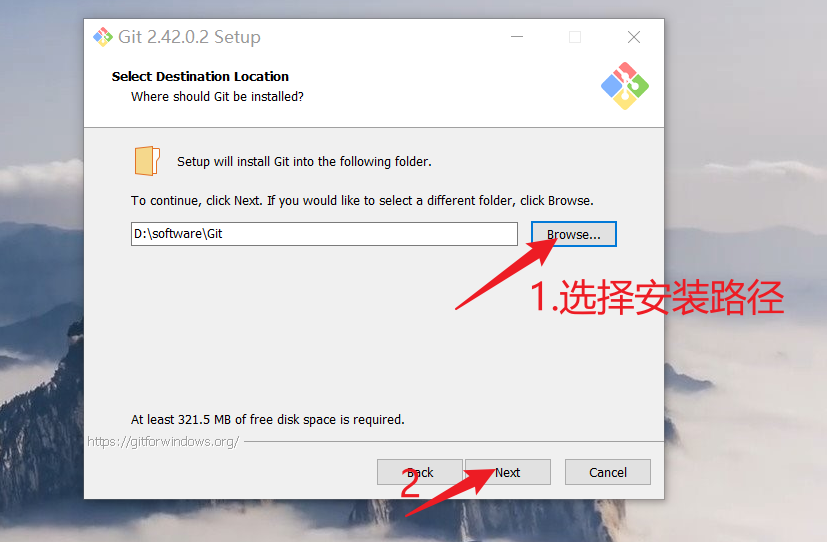 Git 2.42.0.2 Setup
Select Destination Location
Where should Git be installed?
Setup will install Git into the following folder.
To continue, click Next. If you would like to select a different folder, click Browse.
D:\software\Git
Browse...
1.选择安装路径
At least 321.5 MB of free disk space is required.
https://gitforwindows.org/
Back
Next
Cancel
2